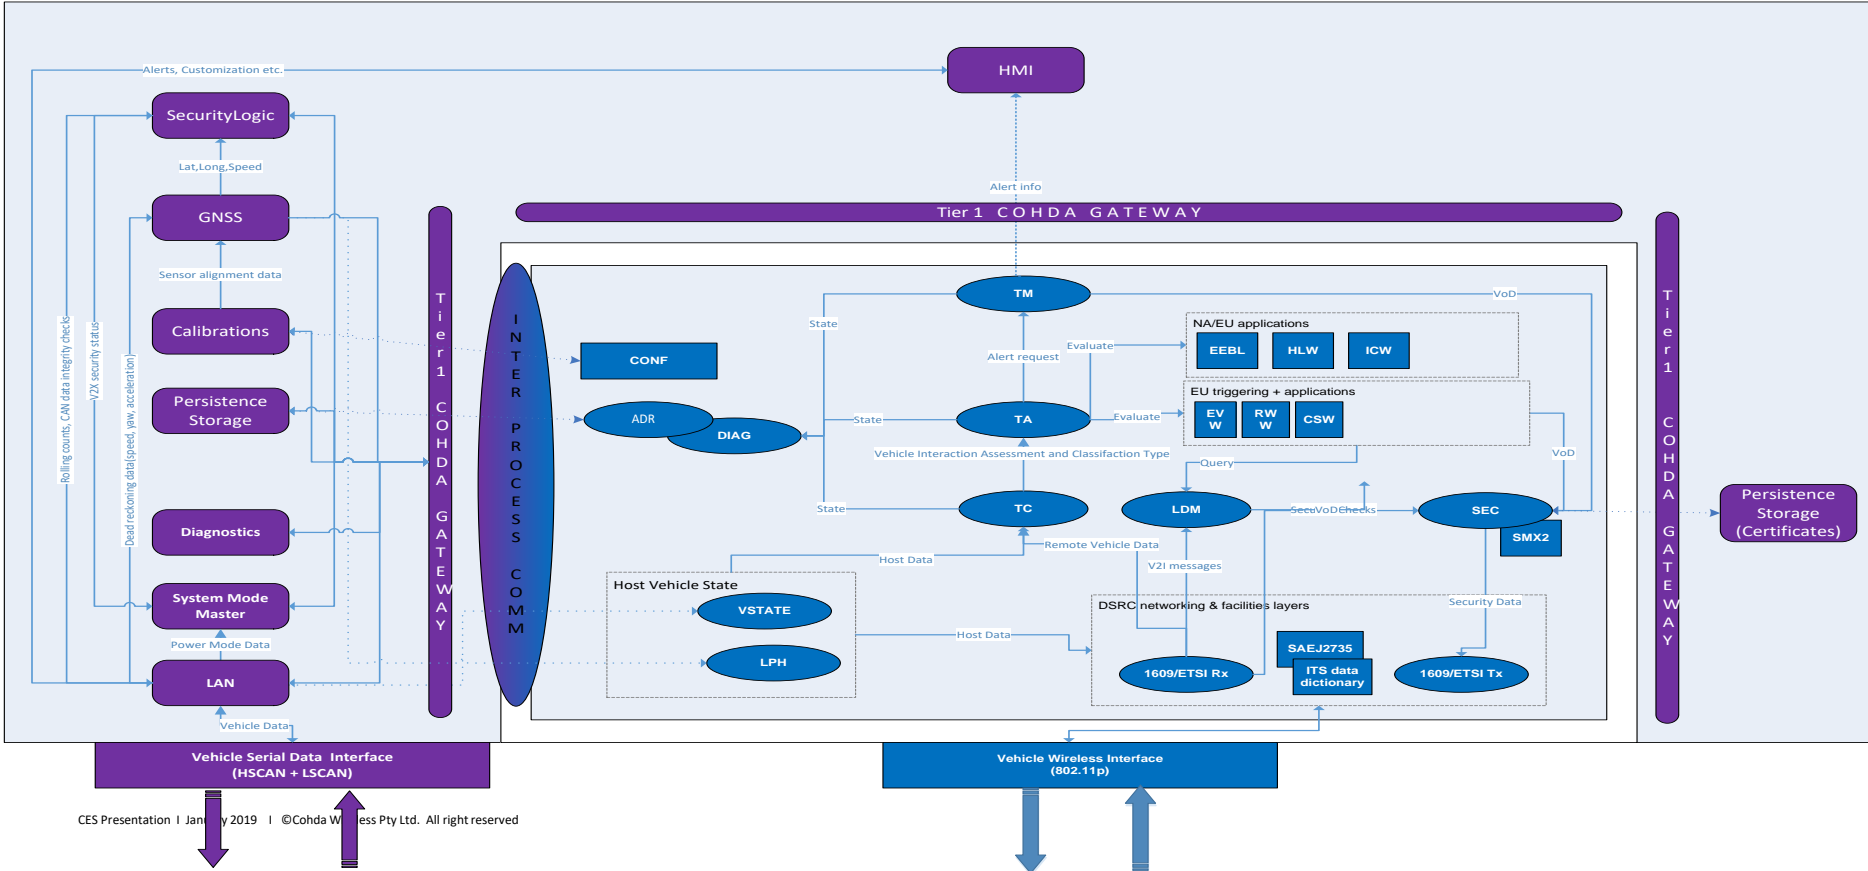 Alerts, Customization etc.
HMI
SecurityLogic
Lat,Long,Speed
Alert info
GNSS
Tier 1 COHDA GATEWAY
Sensor alignment data
Calibrations
Rolling counts, CAN data integrity checks
V2X security status
Dead reckoning data(speed, yaw, acceleration)
Tier1 COHDA GATEWAY
INTER PROCESS COMM
Tier1 COHDA GATEWAY
TM
VoD
State
NA/EU applications
EEBL
HLW
ICW
Evaluate
Alert request
CONF
EU triggering + applications
EV
W
RW
W
CSW
Persistence
Storage
ADR
DIAG
State
TA
Evaluate
Vehicle Interaction Assessment and Classifaction Type
Query
VoD
State
TC
LDM
SecuVoDChecks
SEC
SMX2
Persistence
Storage
(Certificates)
Diagnostics
Host Data
Remote Vehicle Data
V2I messages
Host Vehicle State
System Mode
Master
VSTATE
DSRC networking & facilities layers
Security Data
Power Mode Data
Host Data
LAN
LPH
1609/ETSI Rx
SAEJ2735
ITS data
dictionary
1609/ETSI Tx
Vehicle Data
Vehicle Serial Data Interface
(HSCAN + LSCAN)
Vehicle Wireless Interface
(802.11p)
CES Presentation I January 2019 I ©Cohda Wireless Pty Ltd. All right reserved